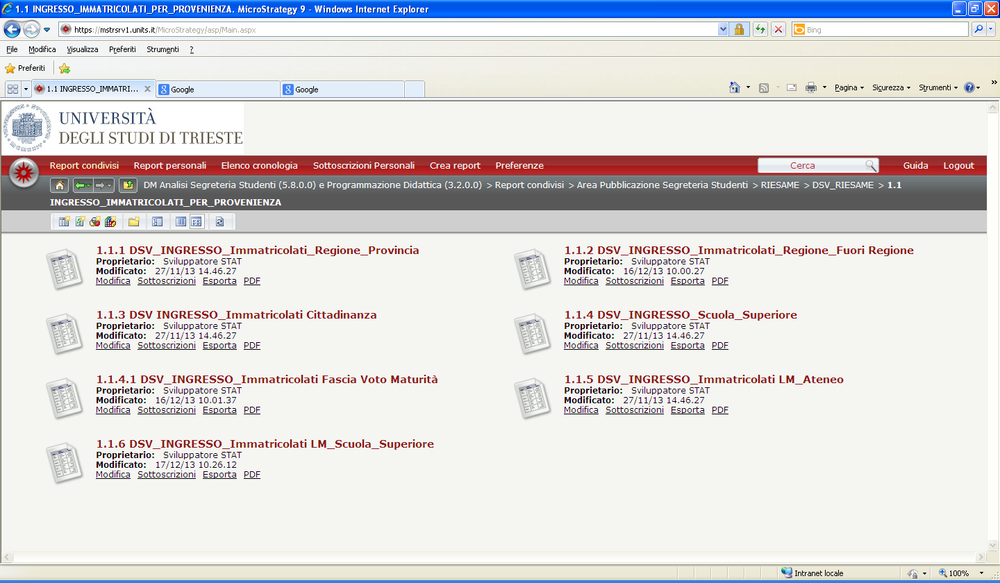 1.1 INGRESSO_IMMATRICOLATI_PER_PROVENIENZA. MicroStrategy 9 - Windows Internet Explorer
https://mstrsrv1.units.it/MicroStrategy/asp/Main.aspx
Bing
File Modifica Visualizza Preferiti Strumenti ?
Preferiti
1.1 INGRESSO_IMMATRI... X Google Google
Pagina Sicurezza Strumenti
UNIVERSITÀ
DEGLI STUDI DI TRIESTE
Report condivisi Report personali Elenco cronologia Sottoscrizioni Personali Crea report Preferenze Cerca Guida Logout
DM Analisi Segreteria Studenti (5.8.0.0) e Programmazione Didattica (3.2.0.0) > Report condivisi > Area Pubblicazione Segreteria Studenti > RIESAME > DSV_RIESAME > 1.1
INGRESSO_IMMATRICOLATI_PER_PROVENIENZA
1.1.1 DSV_INGRESSO_Immatricolati_Regione_Provincia
Proprietario: Sviluppatore STAT
Modificato: 27/11/13 14.46.27
Modifica Sottoscrizioni Esporta PDF
1.1.2 DSV_INGRESSO_Immatricolati_Regione_Fuori Regione
Proprietario: Sviluppatore STAT
Modificato: 16/12/13 10.00.27
Modifica Sottoscrizioni Esporta PDF
1.1.3 DSV INGRESSO_Immatricolati Cittadinanza
Proprietario: Sviluppatore STAT
Modificato: 27/11/13 14.46.27
Modifica Sottoscrizioni Esporta PDF
1.1.4 DSV_INGRESSO_Scuola_Superiore
Proprietario: Sviluppatore STAT
Modificato: 27/11/13 14.46.27
Modifica Sottoscrizioni Esporta PDF
1.1.4.1 DSV_INGRESSO_Immatricolati Fascia Voto Maturità
Proprietario: Sviluppatore STAT
Modificato: 16/12/13 10.01.37
Modifica Sottoscrizioni Esporta PDF
1.1.5 DSV_INGRESSO_Immatricolati LM_Ateneo
Proprietario: Sviluppatore STAT
Modificato: 27/11/13 14.46.27
Modifica Sottoscrizioni Esporta PDF
1.1.6 DSV_INGRESSO_Immatricolati LM_Scuola_Superiore
Proprietario: Sviluppatore STAT
Modificato: 17/12/13 10.26.12
Modifica Sottoscrizioni Esporta PDF
Intranet locale 100%